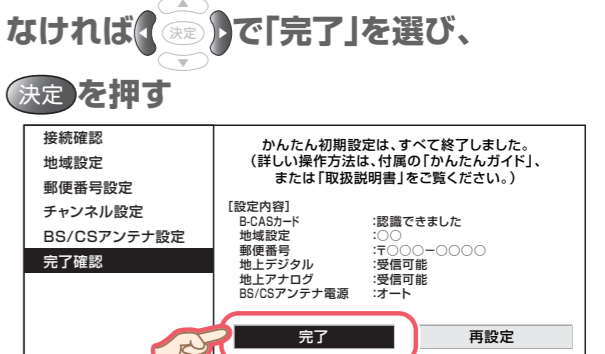 なければ決定で「完了」を選び、
決定を押す
接続確認
地域設定
郵便番号設定
チャンネル設定
BS/CSアンテナ設定
完了確認
かんたん初期設定は、すべて終了しました。
(詳しい操作方法は、付属の「かんたんガイド」、
または「取扱説明書」をご覧ください。)
[設定内容]
B-CASカード :認識できました
地域設定 :○○
郵便番号 :〒○○○−○○○○
地上デジタル :受信可能
地上アナログ :受信可能
BS/CSアンテナ電源 :オート
完了 再設定